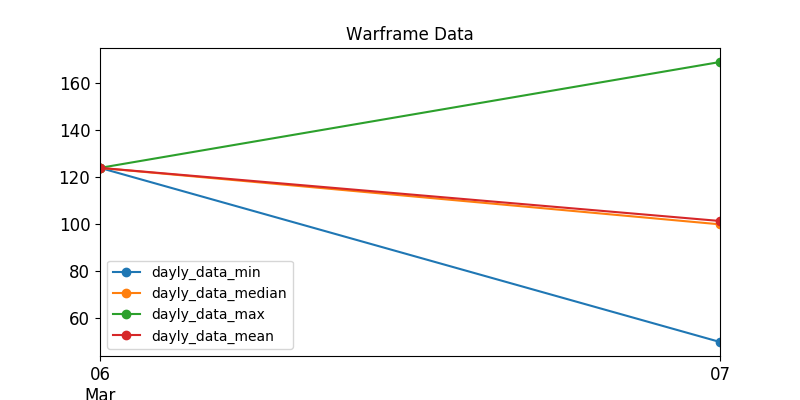 Warframe Data
160
140
120
100
80
60
dayly_data_min
dayly_data_median
dayly_data_max
dayly_data_mean
06
07
Mar